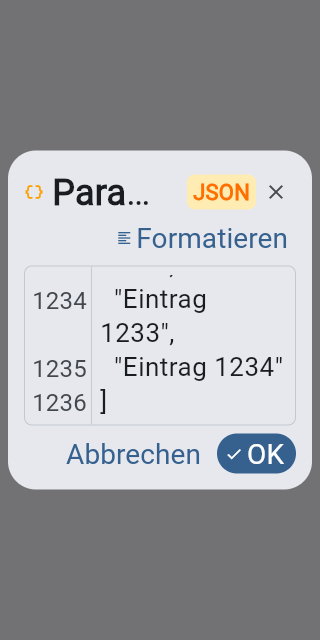 {} Para...
JSON
Formatieren
1234 "Eintrag
1233",
1235 "Eintrag 1234"
1236 ]
Abbrechen
OK